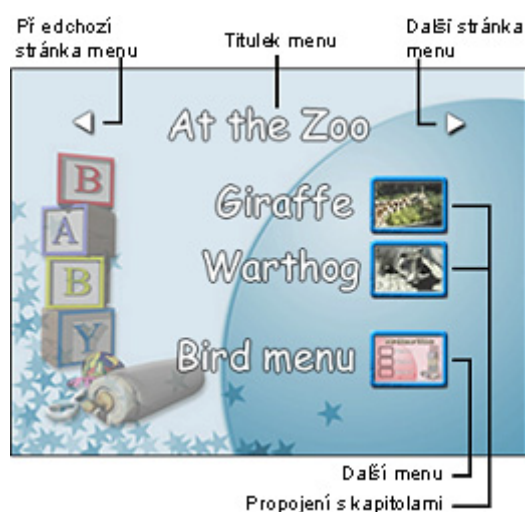 Předchozí
stránka menu
Titulek menu
Další stránka
menu
At the Zoo
Giraffe
Warthog
Bird menu
B
A
B
Y
Další menu
Propojení s kapitolami